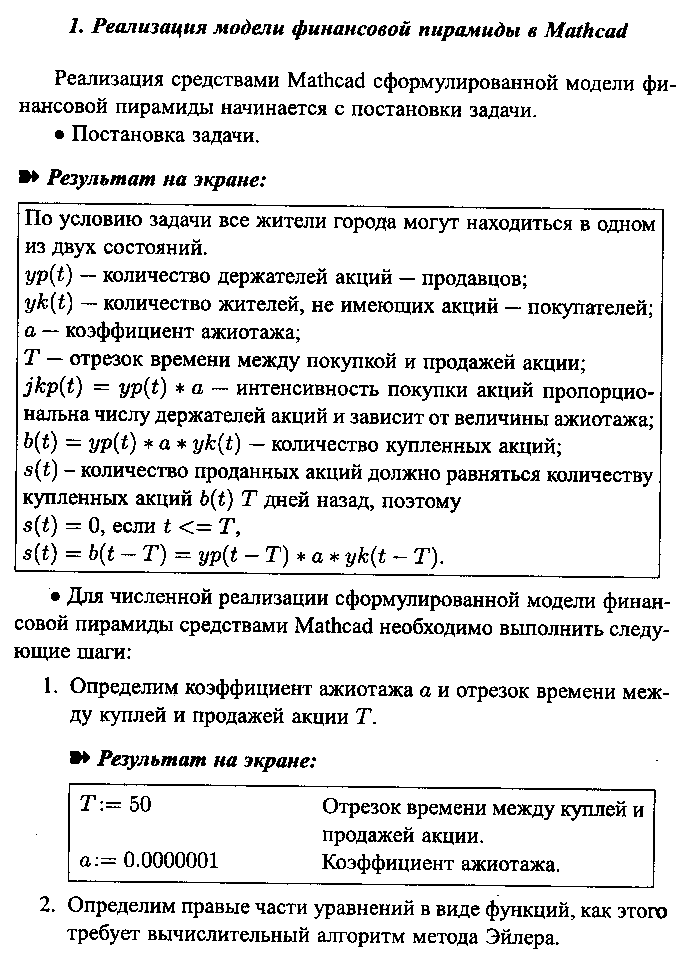 1. Реализация модели финансовой пирамиды в Mathcad
Реализация средствами Mathcad сформулированной модели фи-
нансовой пирамиды начинается с постановки задачи.
• Постановка задачи.
Результат на экране:
По условию задачи все жители города могут находиться в одном
из двух состояний.
yp(t) — количество держателей акций — продавцов;
yk(t) — количество жителей, не имеющих акций — покупателей;
a — коэффициент ажиотажа;
T — отрезок времени между покупкой и продажей акции;
jkp(t) = yp(t) * a — интенсивность покупки акций пропорцио-
нальна числу держателей акций и зависит от величины ажиотажа;
b(t) = yp(t) * a * yk(t) — количество купленных акций;
s(t) – количество проданных акций должно равняться количеству
купленных акций b(t) T дней назад, поэтому
s(t) = 0, если t <= T,
s(t) = b(t − T) = yp(t − T) * a * yk(t − T).
• Для численной реализации сформулированной модели финан-
совой пирамиды средствами Mathcad необходимо выполнить следу-
ющие шаги:
1. Определим коэффициент ажиотажа a и отрезок времени меж-
ду куплей и продажей акции T.
Результат на экране:
T := 50 Отрезок времени между куплей и
продажей акции.
a := 0.0000001 Коэффициент ажиотажа.
2. Определим правые части уравнений в виде функций, как этого
требует вычислительный алгоритм метода Эйлера.